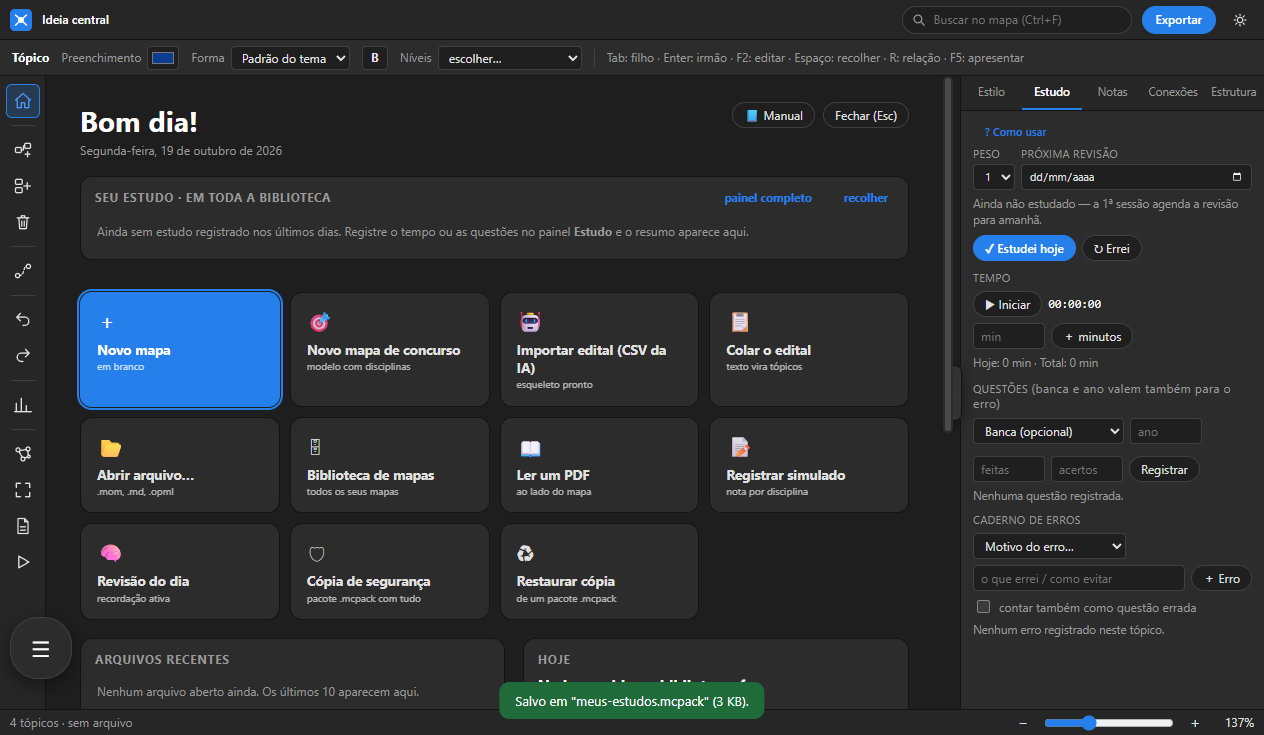 Ideia central
Buscar no mapa (Ctrl+F)
Exportar
Tópico
Preenchimento
Forma
Padrão do tema
B
Níveis
escolher...
Tab: filho · Enter: irmão · F2: editar · Espaço: recolher · R: relação · F5: apresentar
Bom dia!
Segunda-feira, 19 de outubro de 2026
Manual
Fechar (Esc)
SEU ESTUDO · EM TODA A BIBLIOTECA
painel completo
recolher
Ainda sem estudo registrado nos últimos dias. Registre o tempo ou as questões no painel Estudo e o resumo aparece aqui.
+
Novo mapa
em branco
Novo mapa de concurso
modelo com disciplinas
Importar edital (CSV da
IA)
esqueleto pronto
Colar o edital
texto vira tópicos
Abrir arquivo...
.mom, .md, .opml
Biblioteca de mapas
todos os seus mapas
Ler um PDF
ao lado do mapa
Registrar simulado
nota por disciplina
Revisão do dia
recordação ativa
Cópia de segurança
pacote .mcpack com tudo
Restaurar cópia
de um pacote .mcpack
ARQUIVOS RECENTES
Nenhum arquivo aberto ainda. Os últimos 10 aparecem aqui.
HOJE
Salvo em "meus-estudos.mcpack" (3 KB).
Estilo
Estudo
Notas
Conexões
Estrutura
? Como usar
PESO
PRÓXIMA REVISÃO
1
dd/mm/aaaa
Ainda não estudado — a 1ª sessão agenda a revisão
para amanhã.
✓ Estudei hoje
↻ Errei
TEMPO
▶ Iniciar
00:00:00
min
+ minutos
Hoje: 0 min · Total: 0 min
QUESTÕES (banca e ano valem também para o
erro)
Banca (opcional)
ano
feitas
acertos
Registrar
Nenhuma questão registrada.
CADERNO DE ERROS
Motivo do erro...
o que errei / como evitar
+ Erro
contar também como questão errada
Nenhum erro registrado neste tópico.
4 tópicos · sem arquivo
−
+
137%